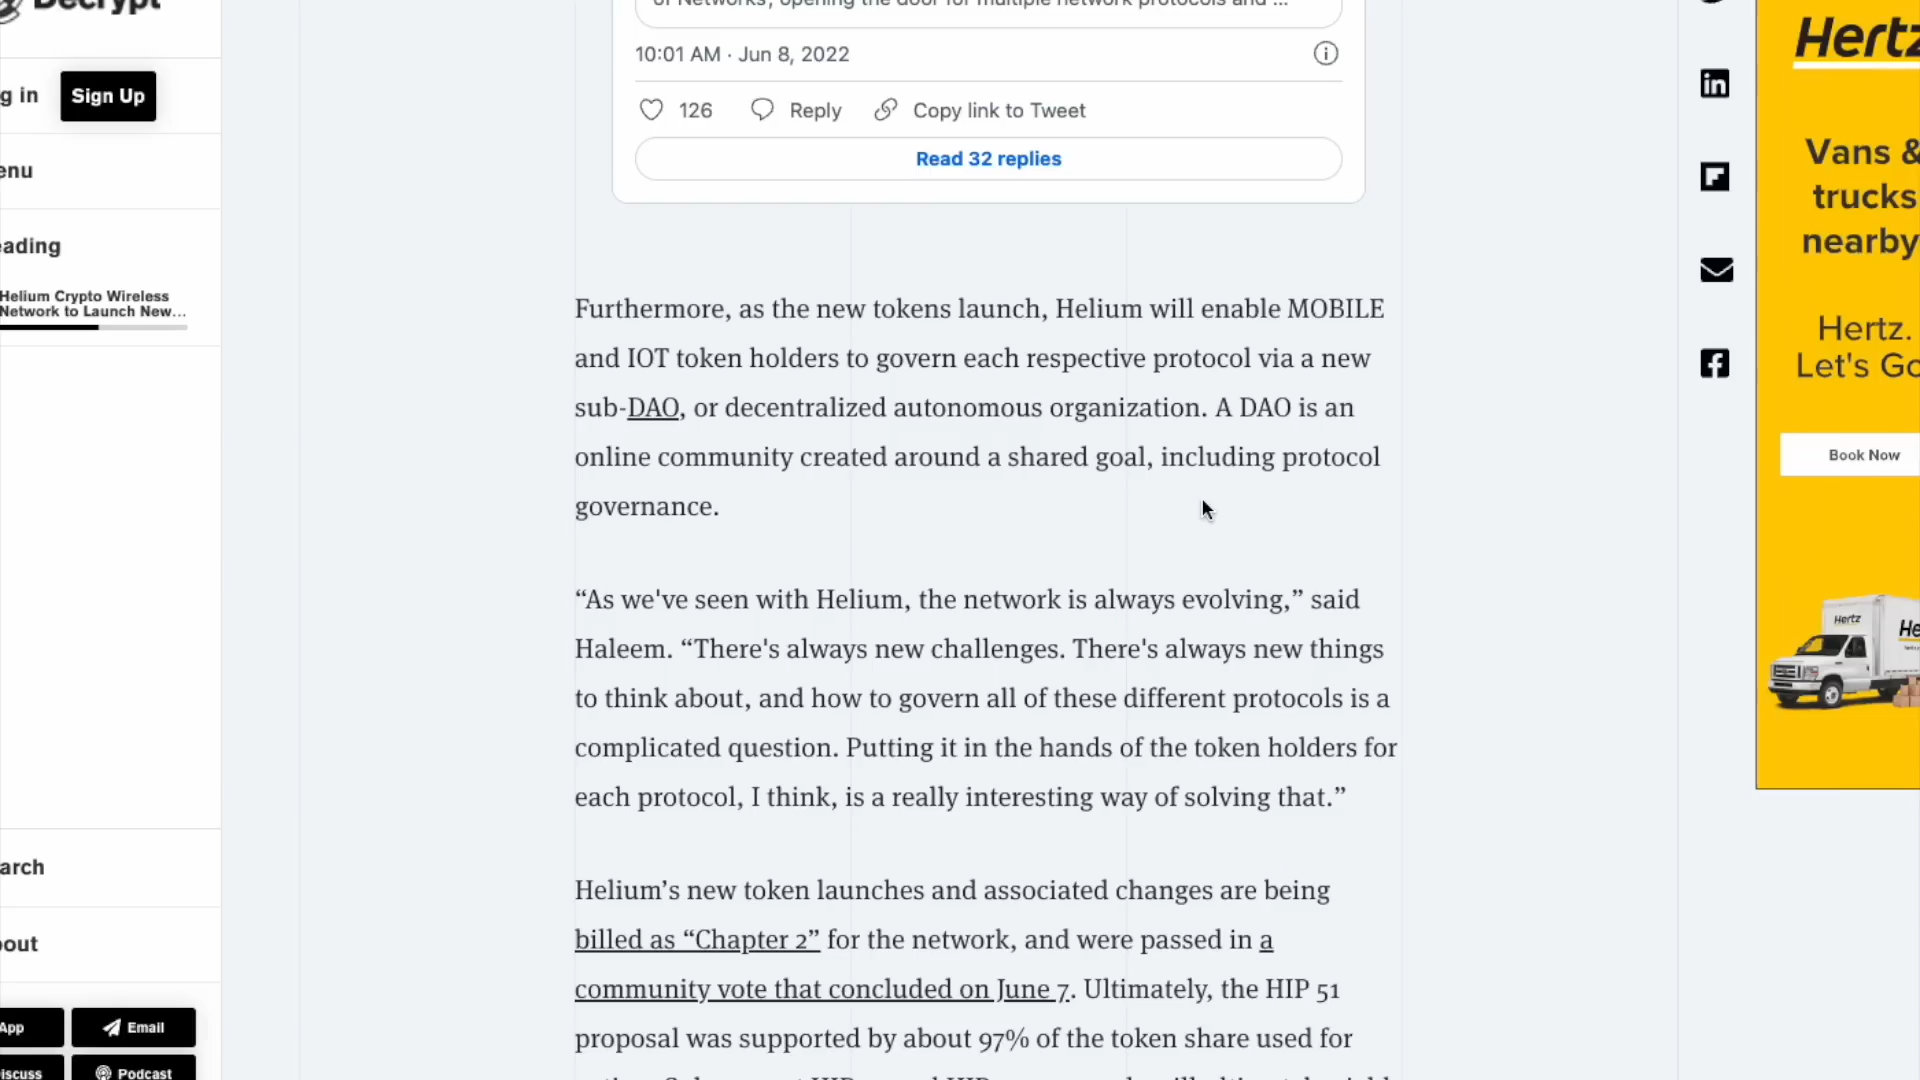 Decrypt
g in
Sign Up
enu
eading
Helium Crypto Wireless
Network to Launch New...
arch
out
App
Email
iscuss
Podcast
of Networks, opening the door for multiple network protocols and ...
10:01 AM · Jun 8, 2022
126
Reply
Copy link to Tweet
Read 32 replies
Furthermore, as the new tokens launch, Helium will enable MOBILE
and IOT token holders to govern each respective protocol via a new
sub-DAO, or decentralized autonomous organization. A DAO is an
online community created around a shared goal, including protocol
governance.
“As we've seen with Helium, the network is always evolving,” said
Haleem. “There's always new challenges. There's always new things
to think about, and how to govern all of these different protocols is a
complicated question. Putting it in the hands of the token holders for
each protocol, I think, is a really interesting way of solving that.”
Helium’s new token launches and associated changes are being
billed as “Chapter 2” for the network, and were passed in a
community vote that concluded on June 7. Ultimately, the HIP 51
proposal was supported by about 97% of the token share used for
in
Hertz
Vans &
trucks
nearby
Hertz.
Let's Go
Book Now
Hertz
He